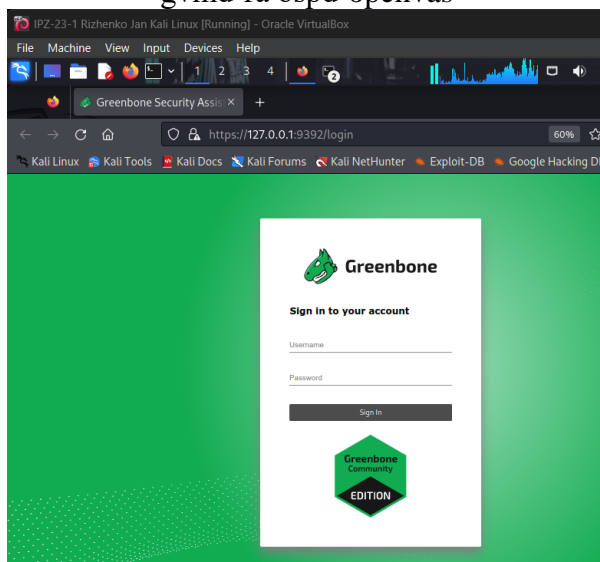 IPZ-23-1 Rizhenko Jan Kali Linux [Running] - Oracle VirtualBox
File Machine View Input Devices Help
1 2 3 4 2
Greenbone Security Assis × +
https://127.0.0.1:9392/login 60%
Kali Linux Kali Tools Kali Docs Kali Forums Kali NetHunter Exploit-DB Google Hacking
Greenbone
Sign in to your account
Username
Password
Sign In
Greenbone
Community
EDITION